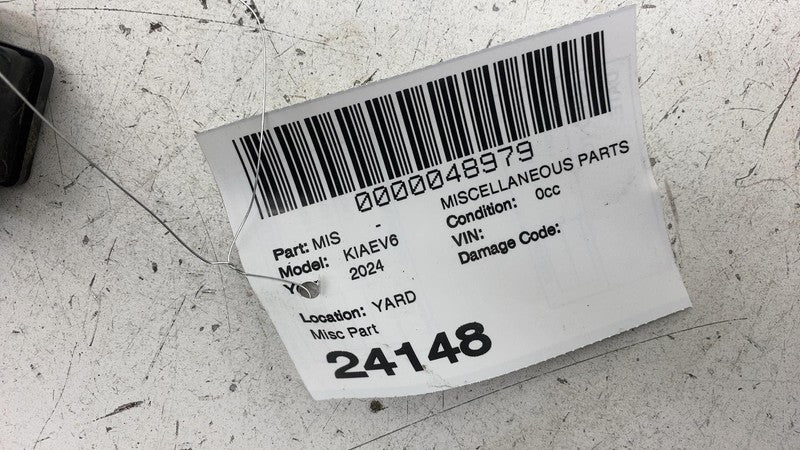 0000048979
Part: MIS - MISCELLANEOUS PARTS
Model: KIAEV6 Condition: 0cc
2024 VIN:
Damage Code:
Location: YARD
Misc Part
24148